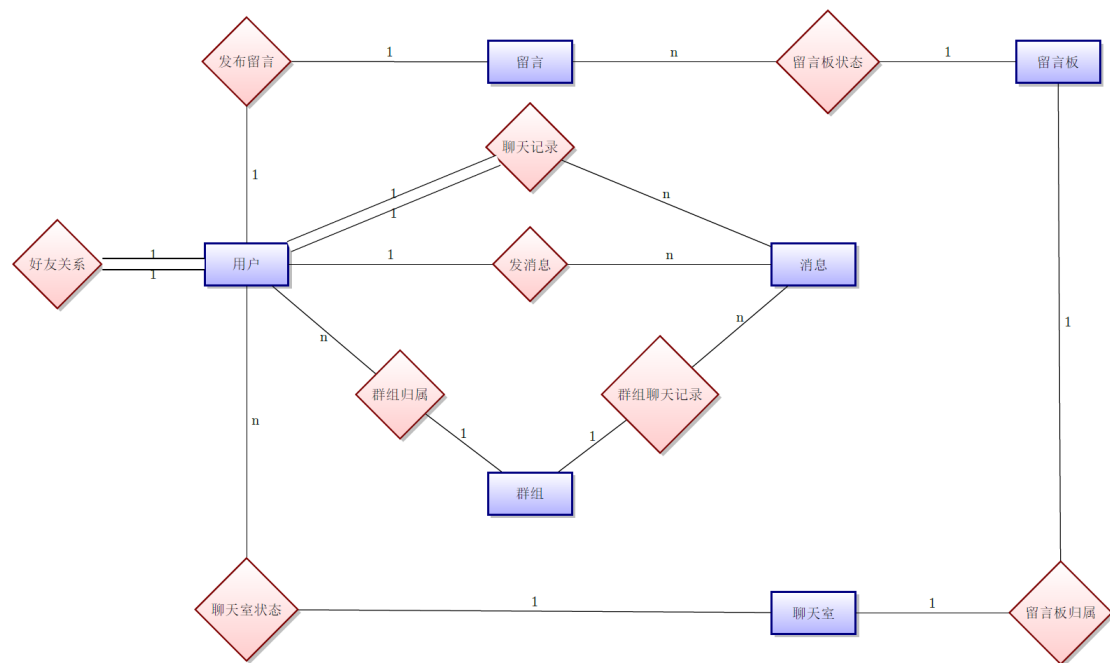 发布留言
1
留言
n
留言板状态
1
留言板
聊天记录
1
1
n
1
好友关系
1
1
用户
1
发消息
n
消息
n
n
1
群组归属
群组聊天记录
1
1
n
群组
聊天室状态
1
聊天室
1
留言板归属